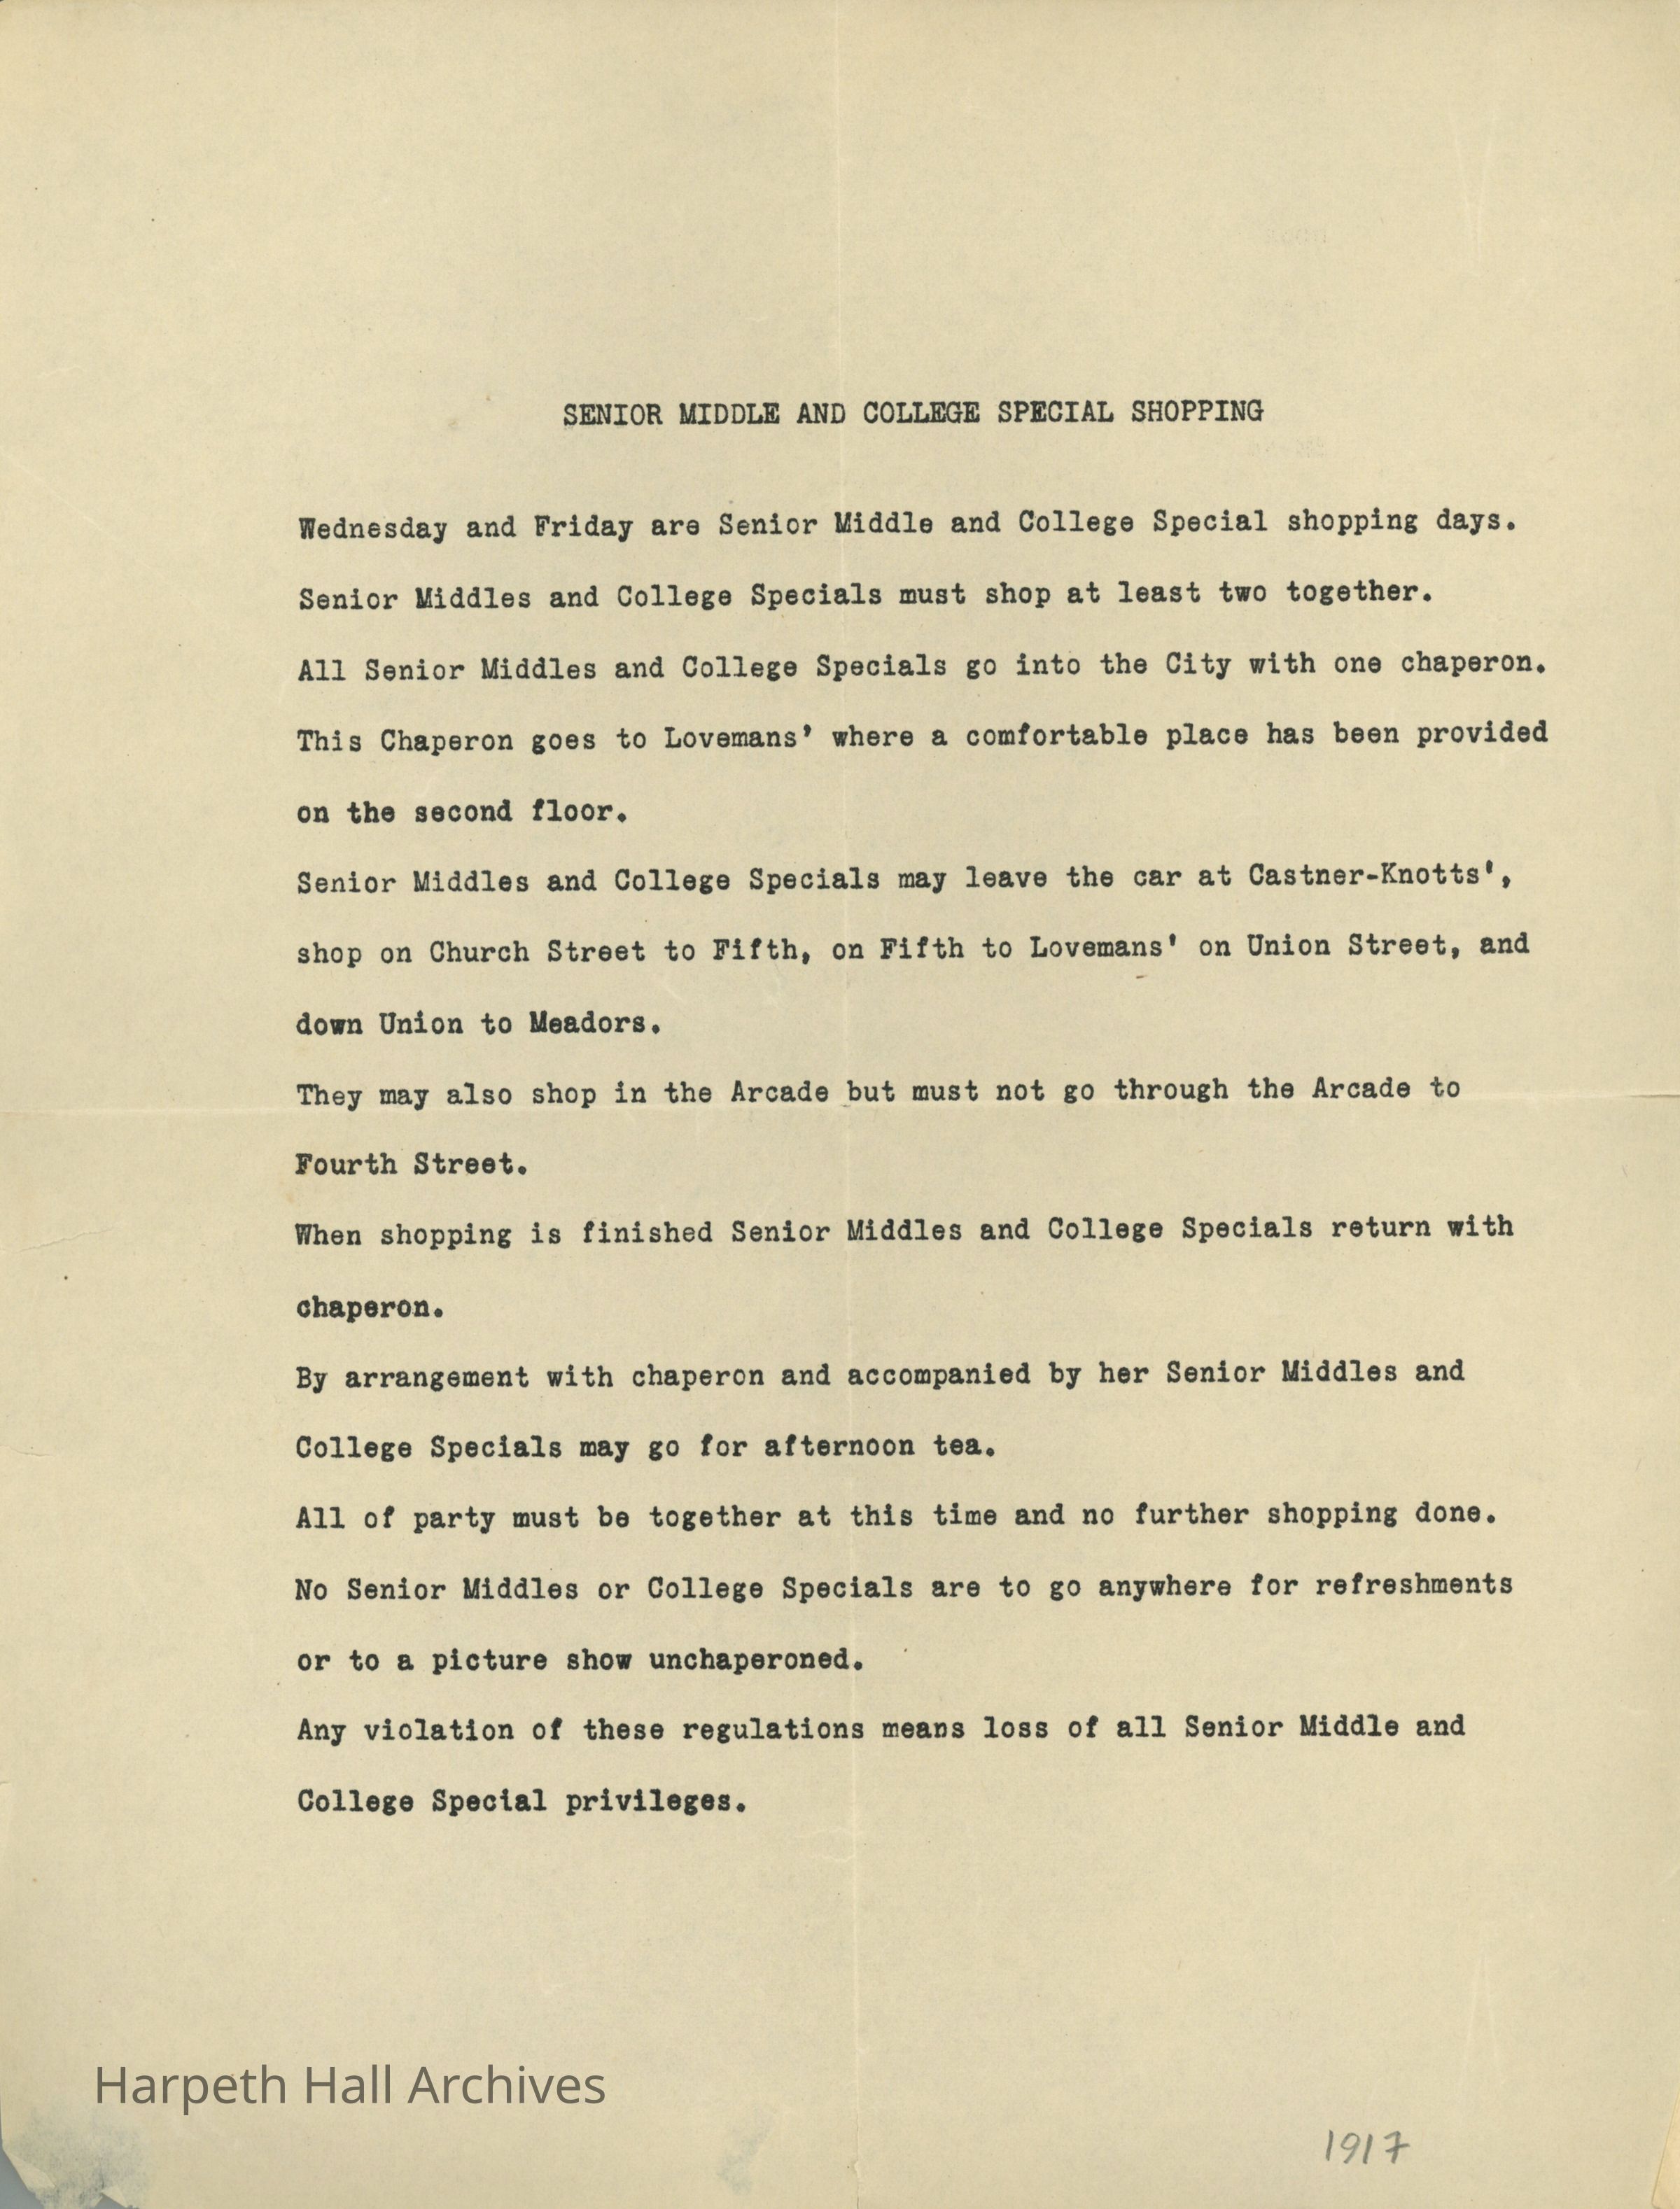 SENIOR MIDDLE AND COLLEGE SPECIAL SHOPPING
Wednesday and Friday are Senior Middle and College Special shopping days.
Senior Middles and College Specials must shop at least two together.
All Senior Middles and College Specials go into the City with one chaperon.
This Chaperon goes to Lovemans' where a comfortable place has been provided
on the second floor.
Senior Middles and College Specials may leave the car at Castner-Knotts',
shop on Church Street to Fifth, on Fifth to Lovemans' on Union Street, and
down Union to Meadors.
They may also shop in the Arcade but must not go through the Arcade to
Fourth Street.
When shopping is finished Senior Middles and College Specials return with
chaperon.
By arrangement with chaperon and accompanied by her Senior Middles and
College Specials may go for afternoon tea.
All of party must be together at this time and no further shopping done.
No Senior Middles or College Specials are to go anywhere for refreshments
or to a picture show unchaperoned.
Any violation of these regulations means loss of all Senior Middle and
College Special privileges.
Harpeth Hall Archives
1917